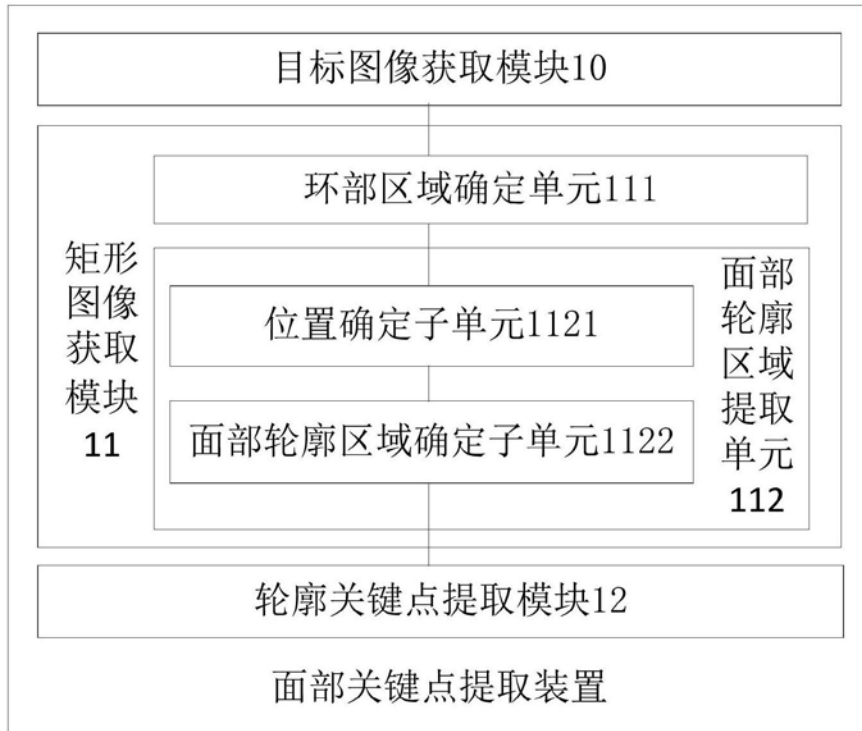 目标图像获取模块10
环部区域确定单元111
矩形
图像
获取
模块
11
位置确定子单元1121
面部轮廓区域确定子单元1122
面部
轮廓
区域
提取
单元
112
轮廓关键点提取模块12
面部关键点提取装置